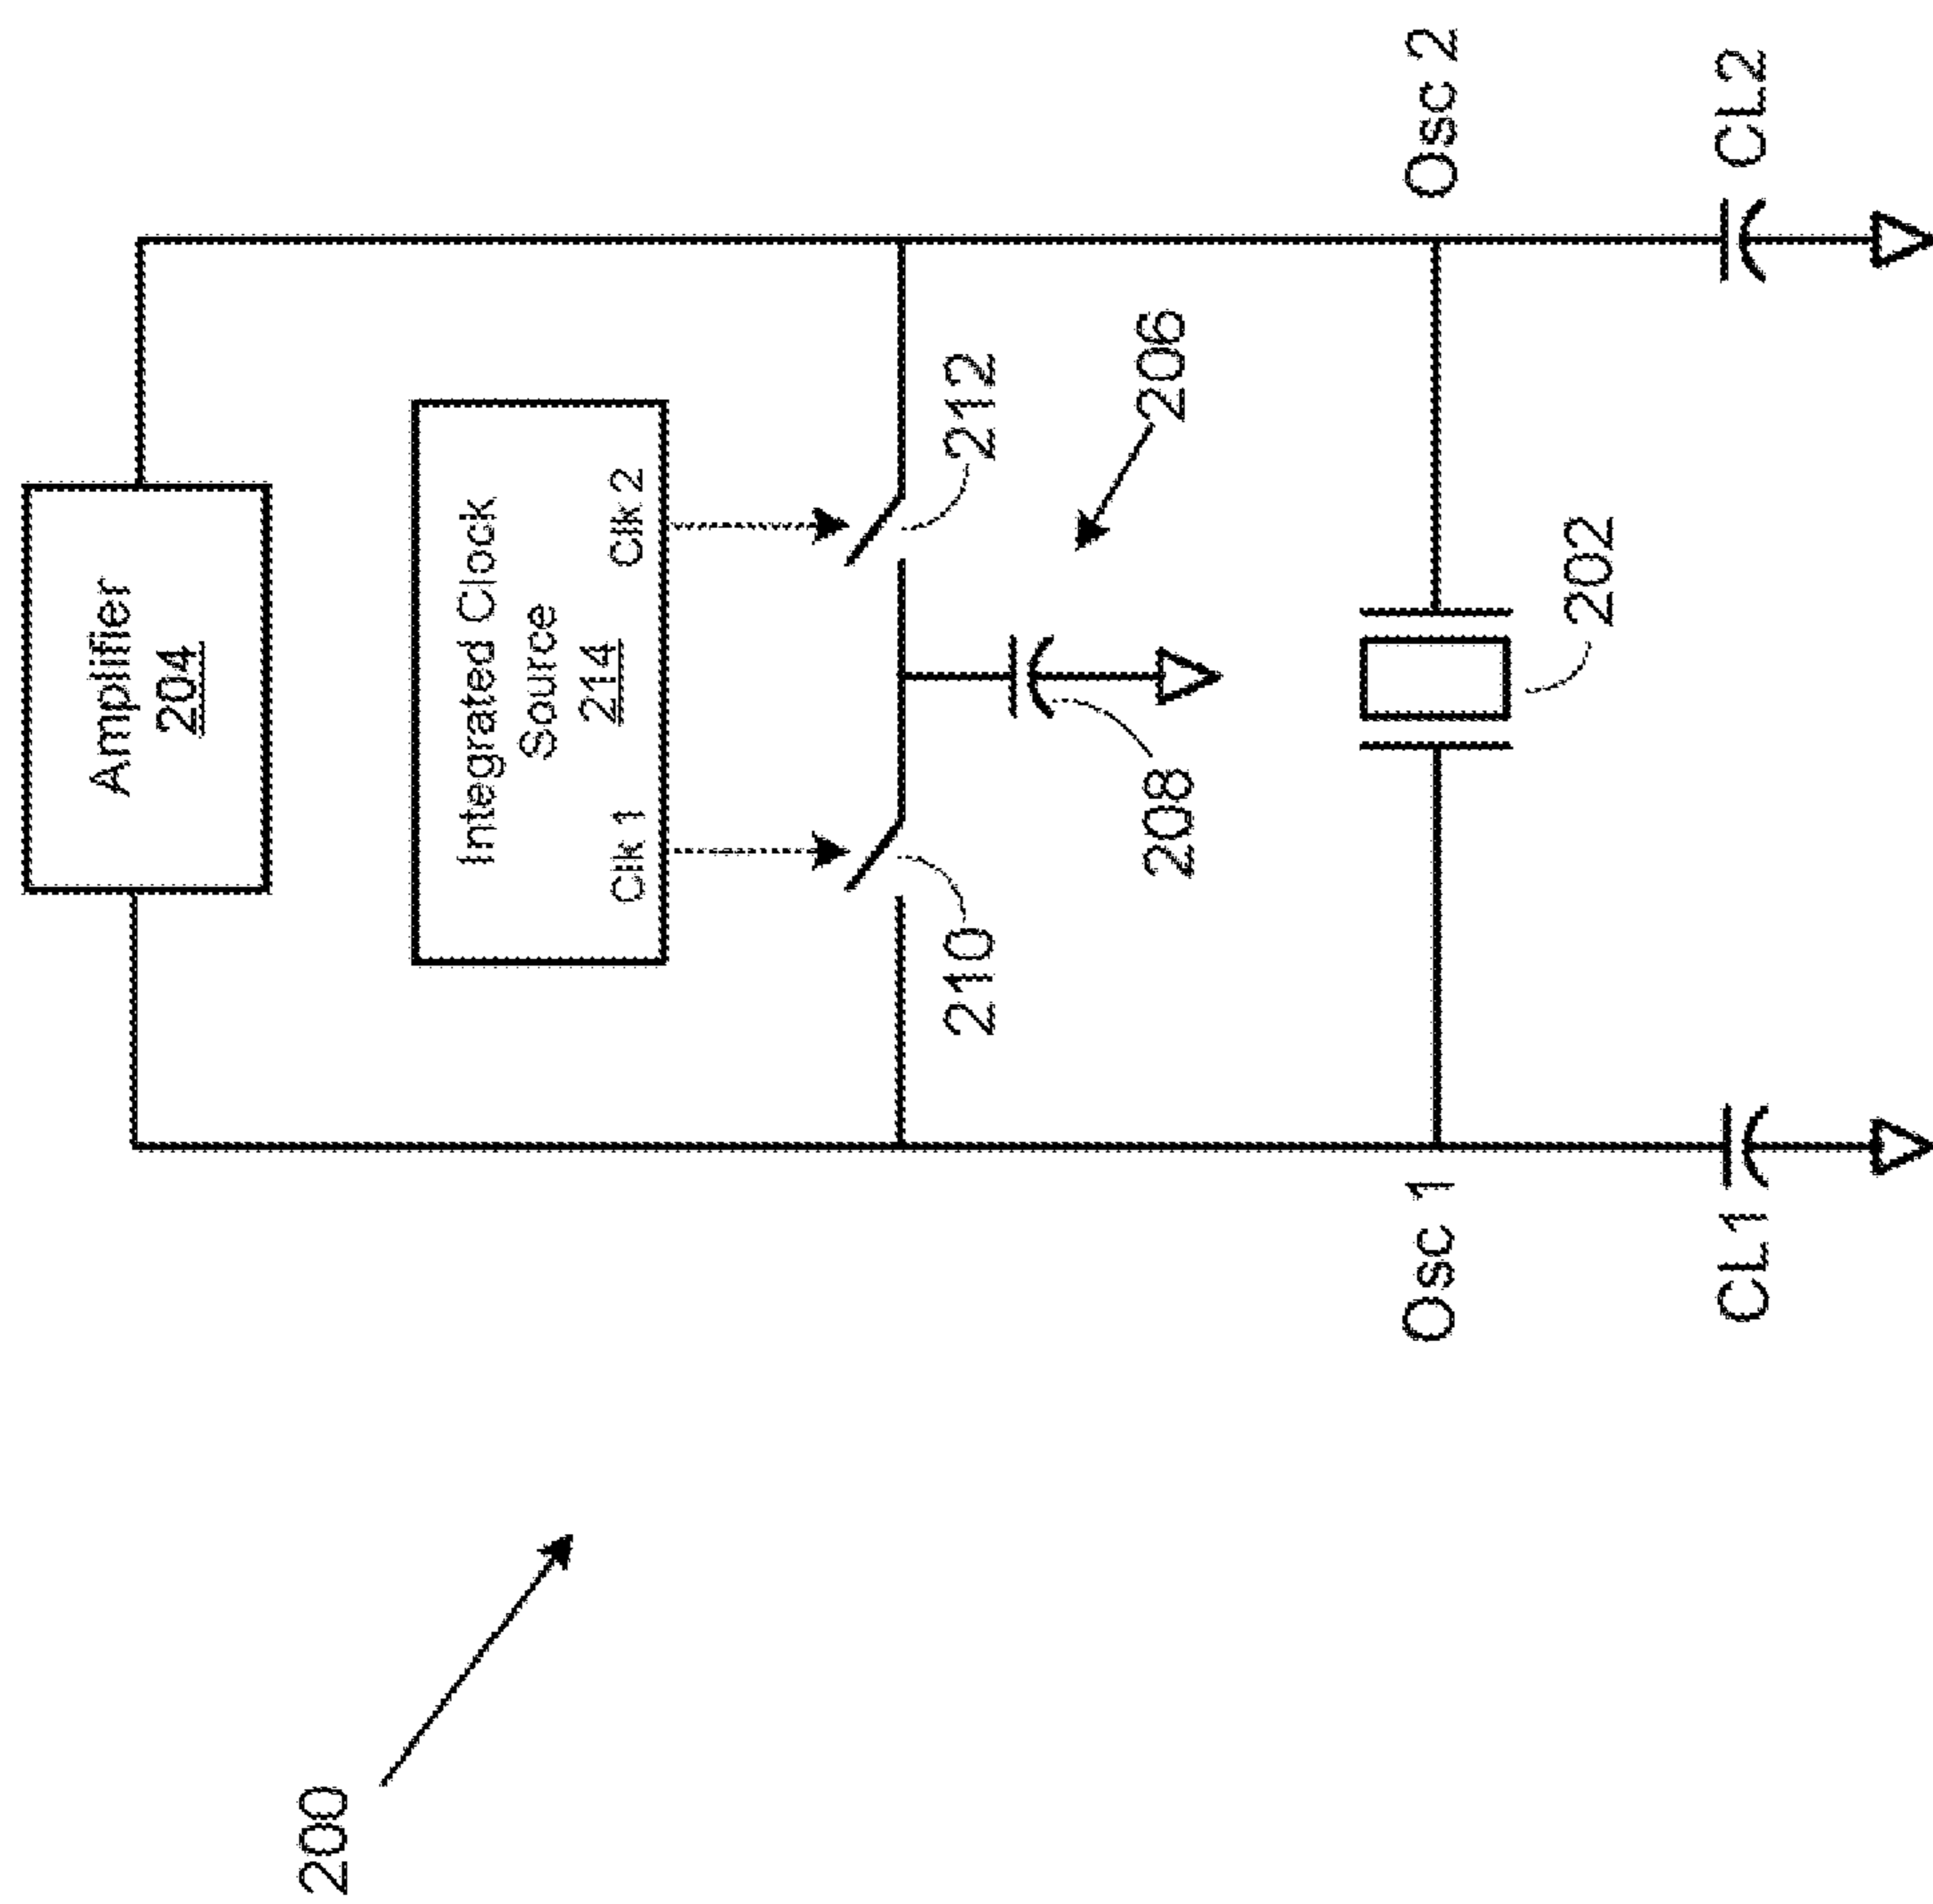 200
Amplifier
204
Integrated Clock
Source
214
Clk 1
Clk 2
210
212
208
206
202
Osc 1
Osc 2
CL1
CL2